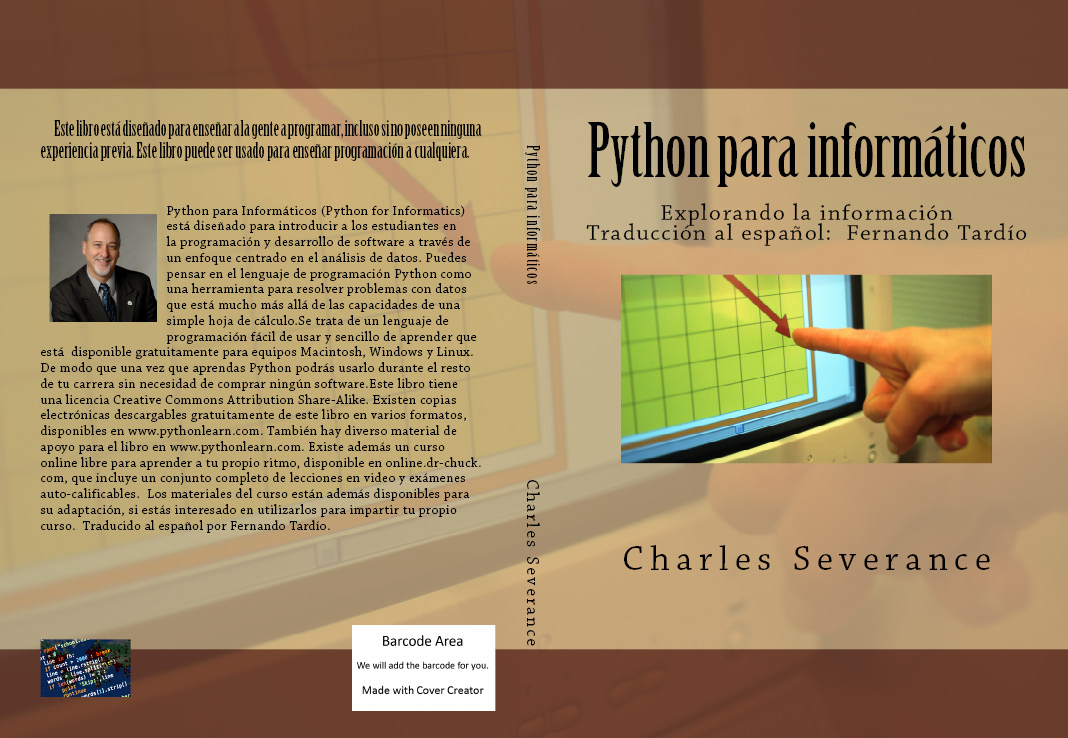 Este libro está diseñado para enseñar a la gente a programar, incluso si no poseen ninguna
experiencia previa. Este libro puede ser usado para enseñar programación a cualquiera.
Python para Informáticos (Python for Informatics)
está diseñado para introducir a los estudiantes en
la programación y desarrollo de software a través de
un enfoque centrado en el análisis de datos. Puedes
pensar en el lenguaje de programación Python como
una herramienta para resolver problemas con datos
que está mucho más allá de las capacidades de una
simple hoja de cálculo.Se trata de un lenguaje de
programación fácil de usar y sencillo de aprender que
está disponible gratuitamente para equipos Macintosh, Windows y Linux.
De modo que una vez que aprendas Python podrás usarlo durante el resto
de tu carrera sin necesidad de comprar ningún software.Este libro tiene
una licencia Creative Commons Attribution Share-Alike. Existen copias
electrónicas descargables gratuitamente de este libro en varios formatos,
disponibles en www.pythonlearn.com. También hay diverso material de
apoyo para el libro en www.pythonlearn.com. Existe además un curso
online libre para aprender a tu propio ritmo, disponible en online.dr-chuck.
com, que incluye un conjunto completo de lecciones en video y exámenes
auto-calificables. Los materiales del curso están además disponibles para
su adaptación, si estás interesado en utilizarlos para impartir tu propio
curso. Traducido al español por Fernando Tardío.
line = line.rstrip()
continue
Barcode Area
We will add the barcode for you.
Made with Cover Creator
Python para informáticos
Charles Severance
Python para informáticos
Explorando la información
Traducción al español: Fernando Tardío
Charles Severance